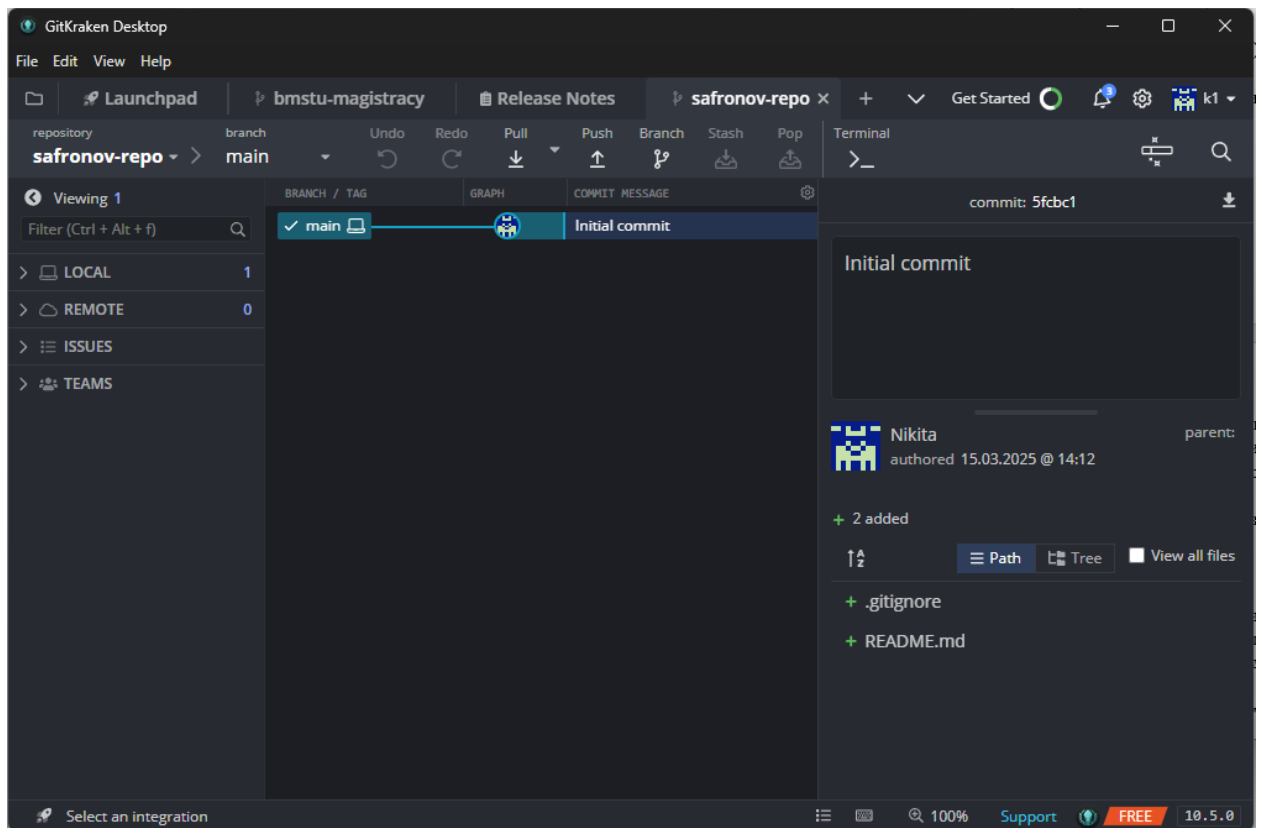 GitKraken Desktop
File Edit View Help
Launchpad bmstu-magistracy Release Notes safronov-repo Get Started 3 k1
repository branch Undo Redo Pull Push Branch Stash Pop Terminal
safronov-repo main
Viewing 1 BRANCH / TAG GRAPH COMMIT MESSAGE commit: 5fcbc1
Filter (Ctrl + Alt + f) main Initial commit
LOCAL 1
REMOTE 0
ISSUES
TEAMS
Initial commit
Nikita parent:
authored 15.03.2025 @ 14:12
+ 2 added
Path Tree View all files
+ .gitignore
+ README.md
Select an integration 100% Support FREE 10.5.0